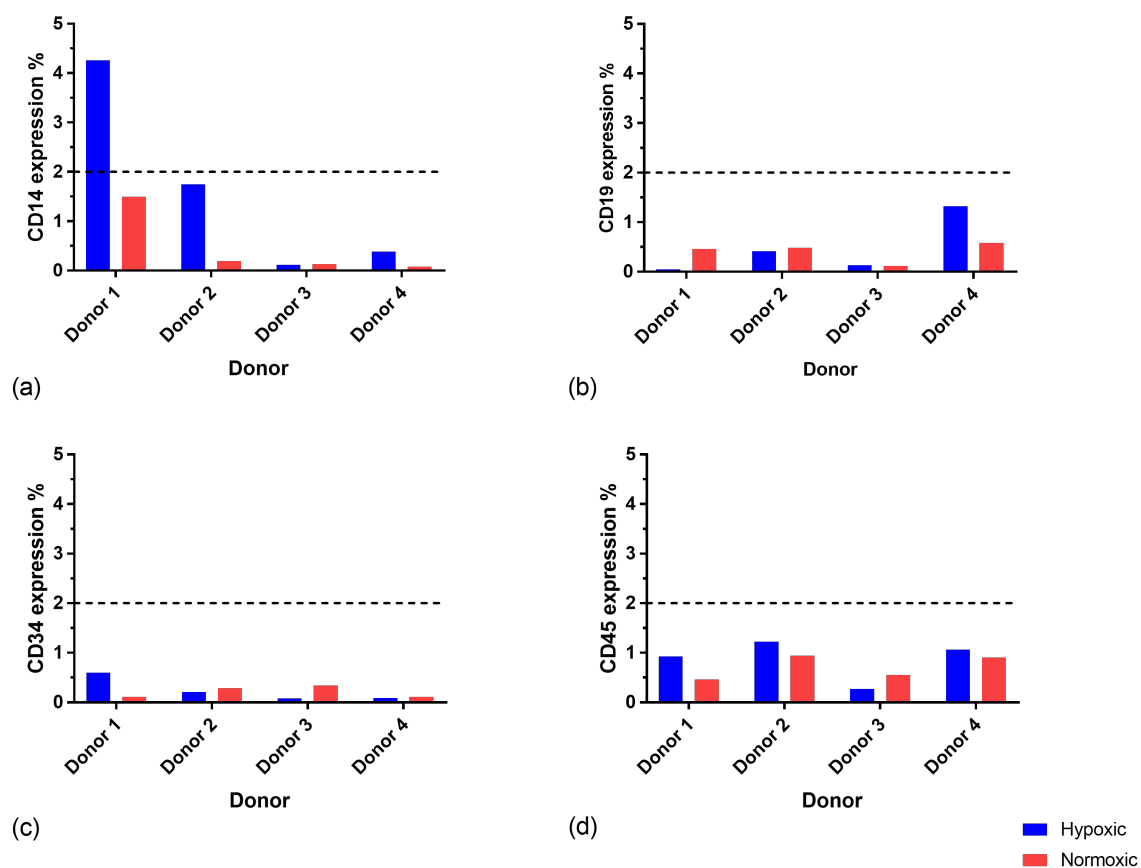 CD14 expression %
5
4
3
2
1
0
Donor 1
Donor 2
Donor 3
Donor 4
Donor
(a)
CD19 expression %
5
4
3
2
1
0
Donor 1
Donor 2
Donor 3
Donor 4
Donor
(b)
CD34 expression %
5
4
3
2
1
0
Donor 1
Donor 2
Donor 3
Donor 4
Donor
(c)
CD45 expression %
5
4
3
2
1
0
Donor 1
Donor 2
Donor 3
Donor 4
Donor
(d)
Hypoxic
Normoxic